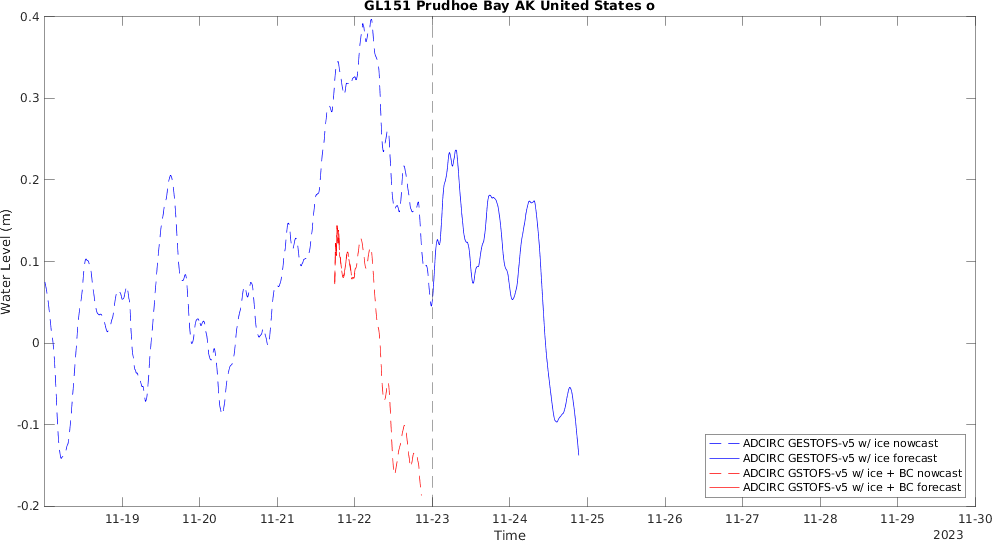 GL151 Prudhoe Bay AK United States o
0.4
0.3
0.2
0.1
0
-0.1
-0.2
Water Level (m)
11-19
11-20
11-21
11-22
11-23
11-24
11-25
11-26
11-27
11-28
11-29
11-30
Time
2023
ADCIRC GESTOFS-v5 w/ ice nowcast
ADCIRC GESTOFS-v5 w/ ice forecast
ADCIRC GSTOFS-v5 w/ ice + BC nowcast
ADCIRC GSTOFS-v5 w/ ice + BC forecast